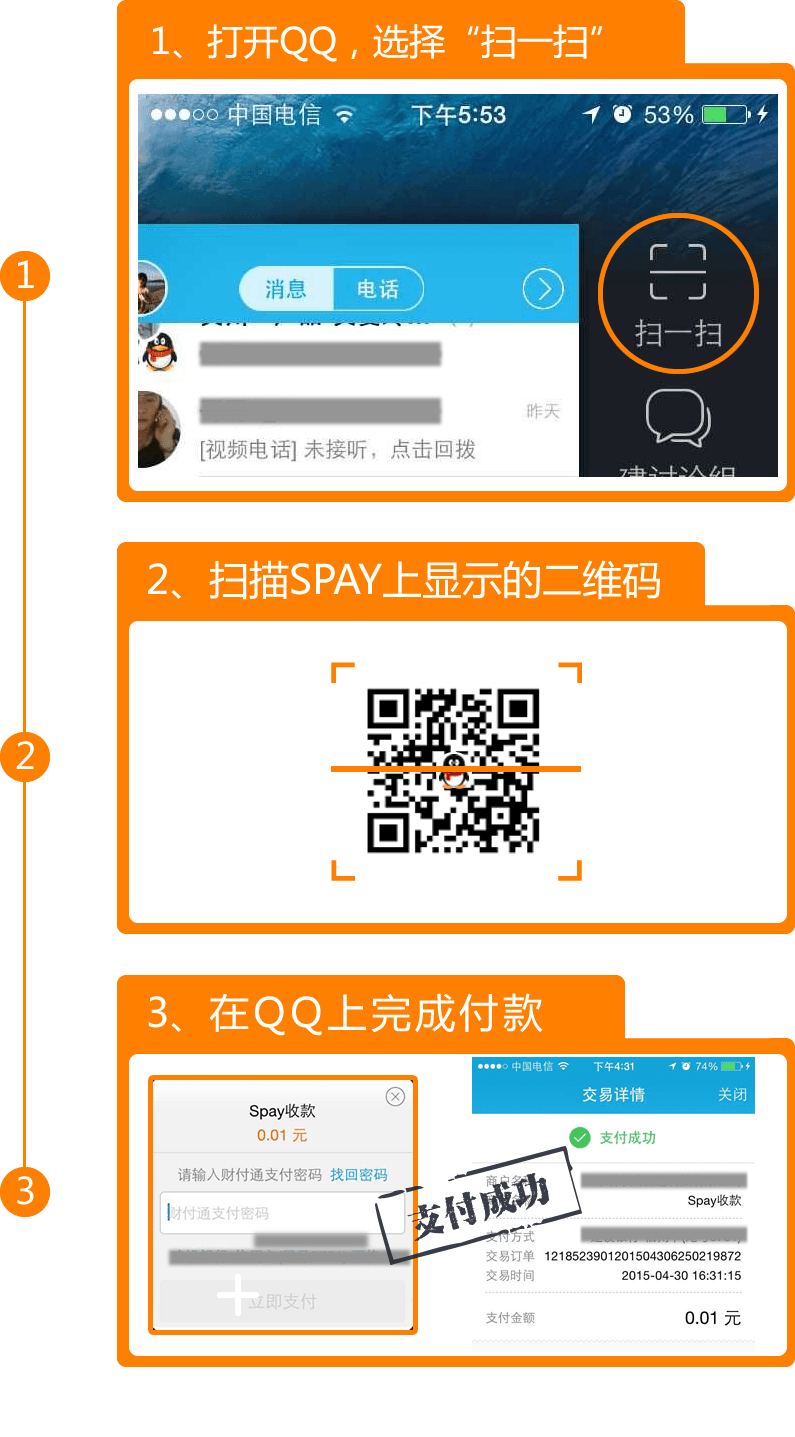 1、打开QQ，选择“扫一扫”
中国电信 下午5:53 53%
消息 电话
扫一扫
昨天
[视频电话] 未接听，点击回拨
建讨论组
1
2、扫描SPAY上显示的二维码
2
3、在QQ上完成付款
Spay收款
0.01 元
请输入财付通支付密码 找回密码
财付通支付密码
立即支付
支付成功
中国电信 下午4:31 74%
交易详情 关闭
支付成功
Spay收款
支付方式
交易订单 1218523901201504306250219872
交易时间 2015-04-30 16:31:15
支付金额 0.01 元
3